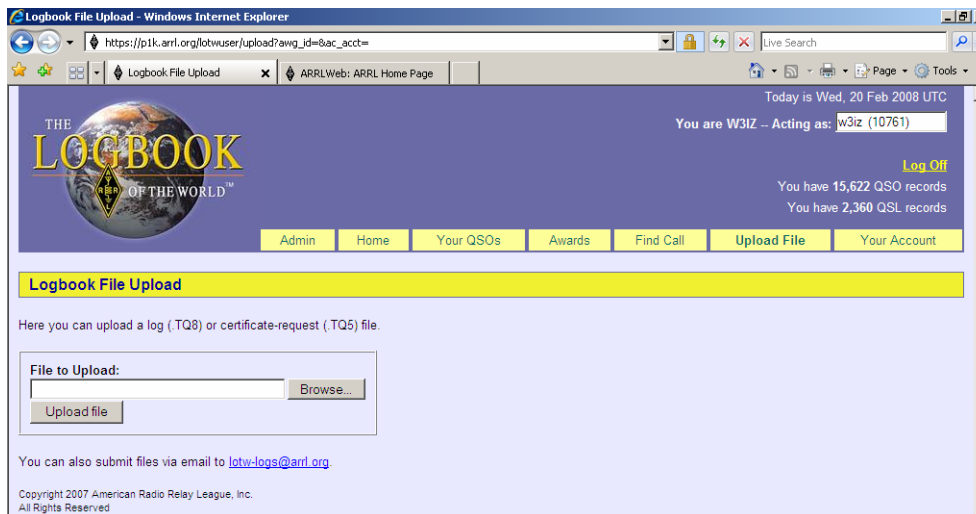 Logbook File Upload - Windows Internet Explorer
https://p1k.arrl.org/lotwuser/upload?awg_id=&ac_acct=
Live Search
Logbook File Upload
ARRLWeb: ARRL Home Page
Page
Tools
Today is Wed, 20 Feb 2008 UTC
You are W3IZ -- Acting as: w3iz (10761)
THE
LOGBOOK
OF THE WORLD™
Log Off
You have 15,622 QSO records
You have 2,360 QSL records
Admin
Home
Your QSOs
Awards
Find Call
Upload File
Your Account
Logbook File Upload
Here you can upload a log (.TQ8) or certificate-request (.TQ5) file.
File to Upload:
Browse...
Upload file
You can also submit files via email to lotw-logs@arrl.org.
Copyright 2007 American Radio Relay League, Inc.
All Rights Reserved